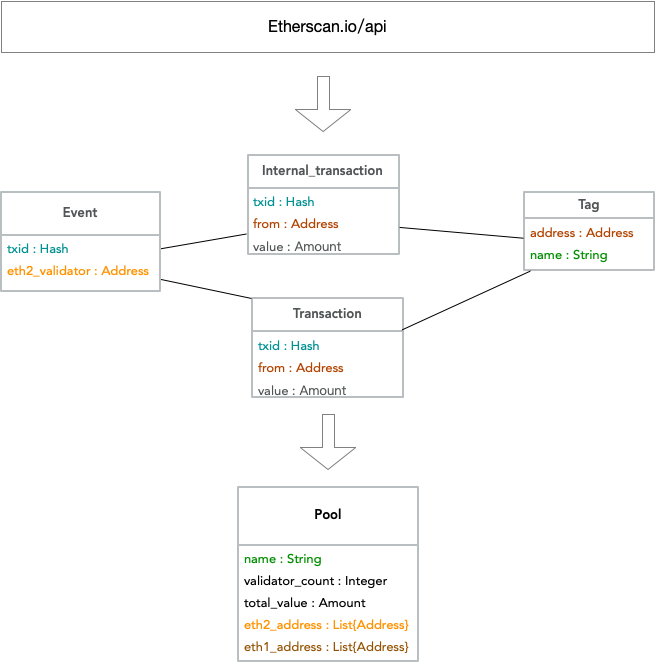 Etherscan.io/api
Internal_transaction
txid : Hash
from : Address
value : Amount
Event
txid : Hash
eth2_validator : Address
Tag
address : Address
name : String
Transaction
txid : Hash
from : Address
value : Amount
Pool
name : String
validator_count : Integer
total_value : Amount
eth2_address : List{Address}
eth1_address : List{Address}